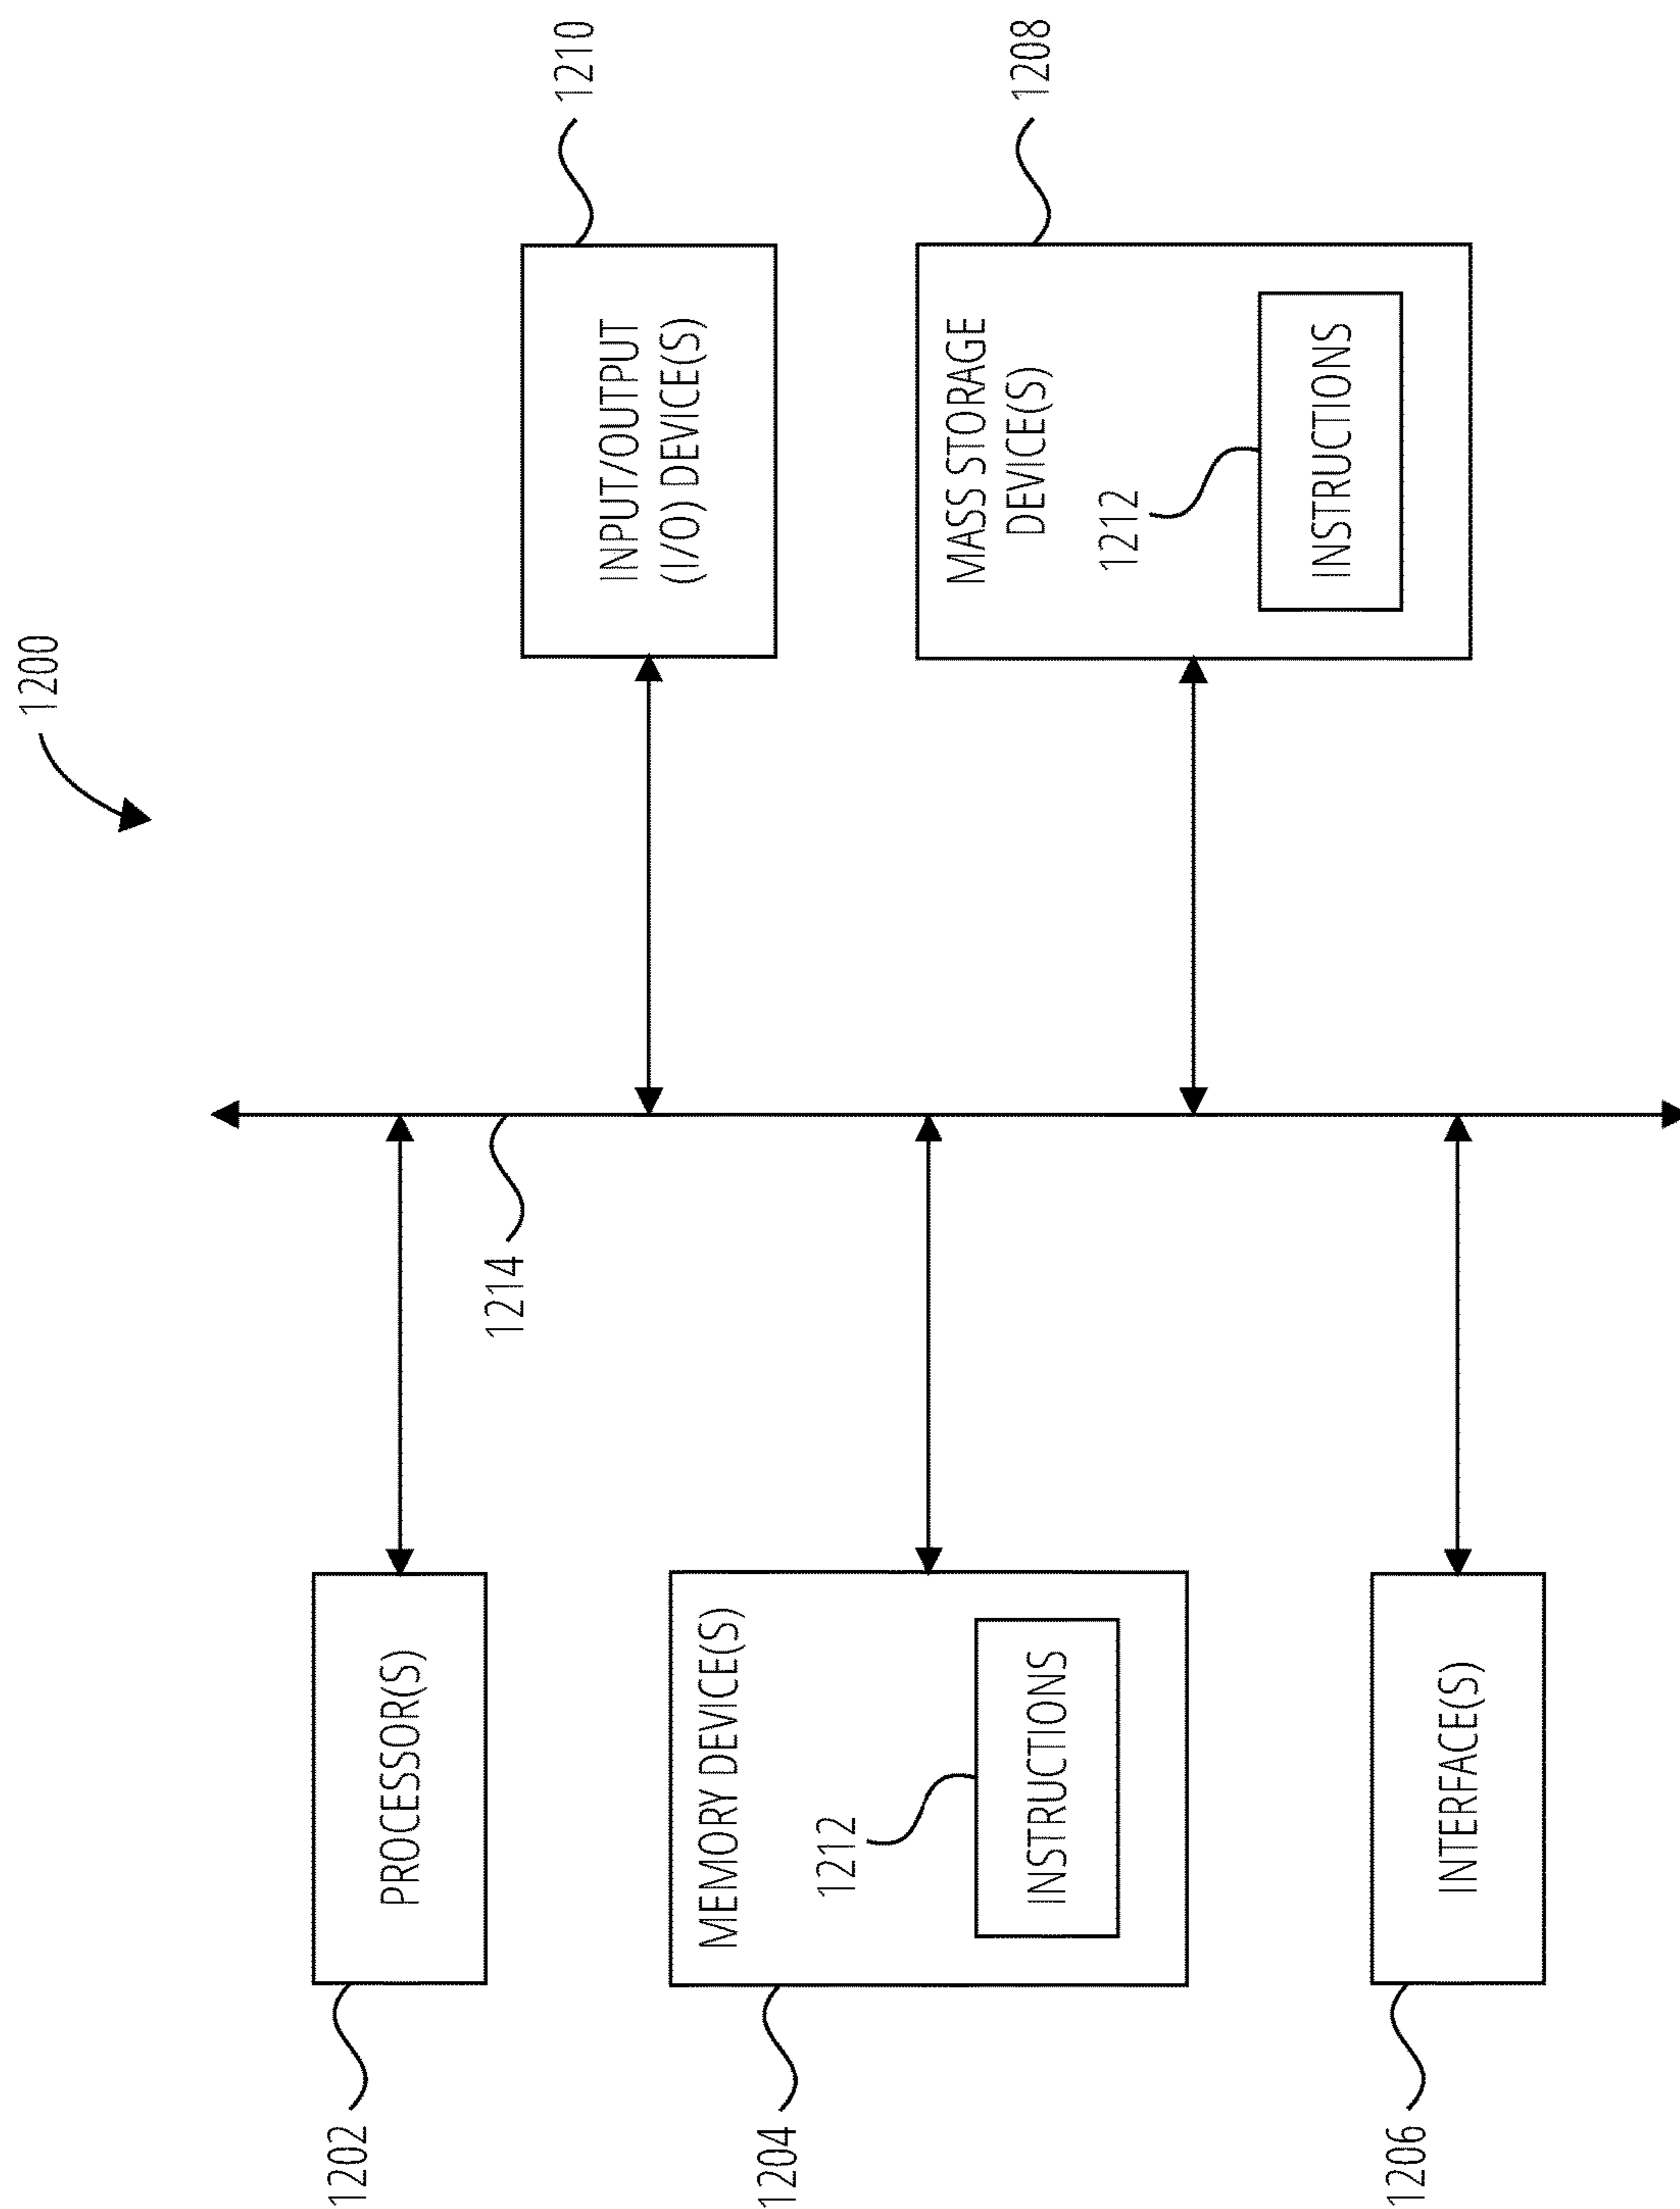 1200
1202
PROCESSOR(S)
1214
1210
INPUT/OUTPUT
(I/O) DEVICE(S)
1204
MEMORY DEVICE(S)
1212
INSTRUCTIONS
1208
MASS STORAGE
DEVICE(S)
1212
INSTRUCTIONS
1206
INTERFACE(S)